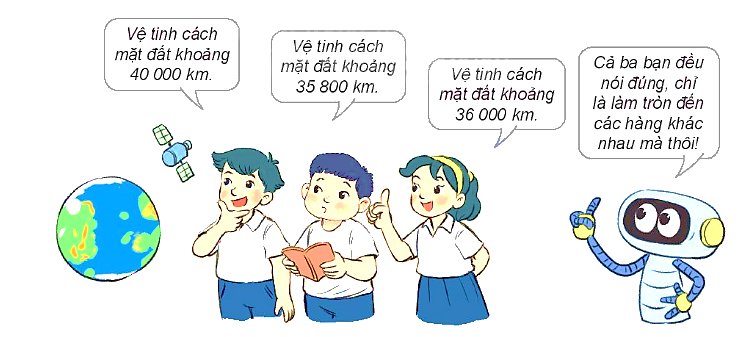 Vệ tinh cách
mặt đất khoảng
40 000 km.
Vệ tinh cách
mặt đất khoảng
35 800 km.
Vệ tinh cách
mặt đất khoảng
36 000 km.
Cả ba bạn đều
nói đúng, chỉ
là làm tròn đến
các hàng khác
nhau mà thôi!